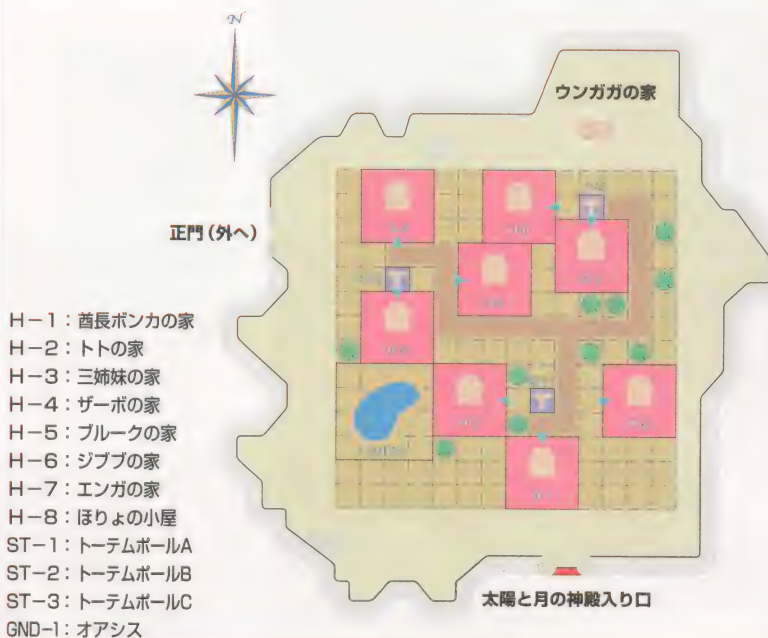 N
ウンガガの家
正門(外へ)
H-1:酋長ボンカの家
H-2:トトの家
H-3:三姉妹の家
H-4:ザーボの家
H-5:ブルークの家
H-6:ジブブの家
H-7:エンガの家
H-8:ほりょの小屋
ST-1:トーテムポールA
ST-2:トーテムポールB
ST-3:トーテムポールC
GND-1:オアシス
太陽と月の神殿入り口